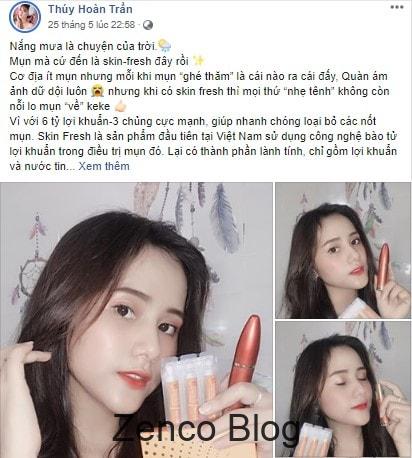 Thúy Hoàn Trần
25 tháng 5 lúc 22:58
Nắng mưa là chuyện của trời.🌦️
Mụn mà cứ đến là skin-fresh đây rồi ✨
Cơ địa ít mụn nhưng mỗi khi mụn “ghé thăm” là cái nào ra cái đấy, Quàn ám
ảnh dữ dội luôn 😭 nhưng khi có skin fresh thì mọi thứ “nhẹ tênh” không còn
nỗi lo mụn “về” keke 👍🏻
Vỉ với 6 tỷ lợi khuẩn-3 chủng cực mạnh, giúp nhanh chóng loại bỏ các nốt
mụn. Skin Fresh là sản phẩm đầu tiên tại Việt Nam sử dụng công nghệ bào tử
lợi khuẩn trong điều trị mụn đó. Lại có thành phần lành tính, chỉ gồm lợi khuẩn
và nước tin... Xem thêm
Zenco Blog